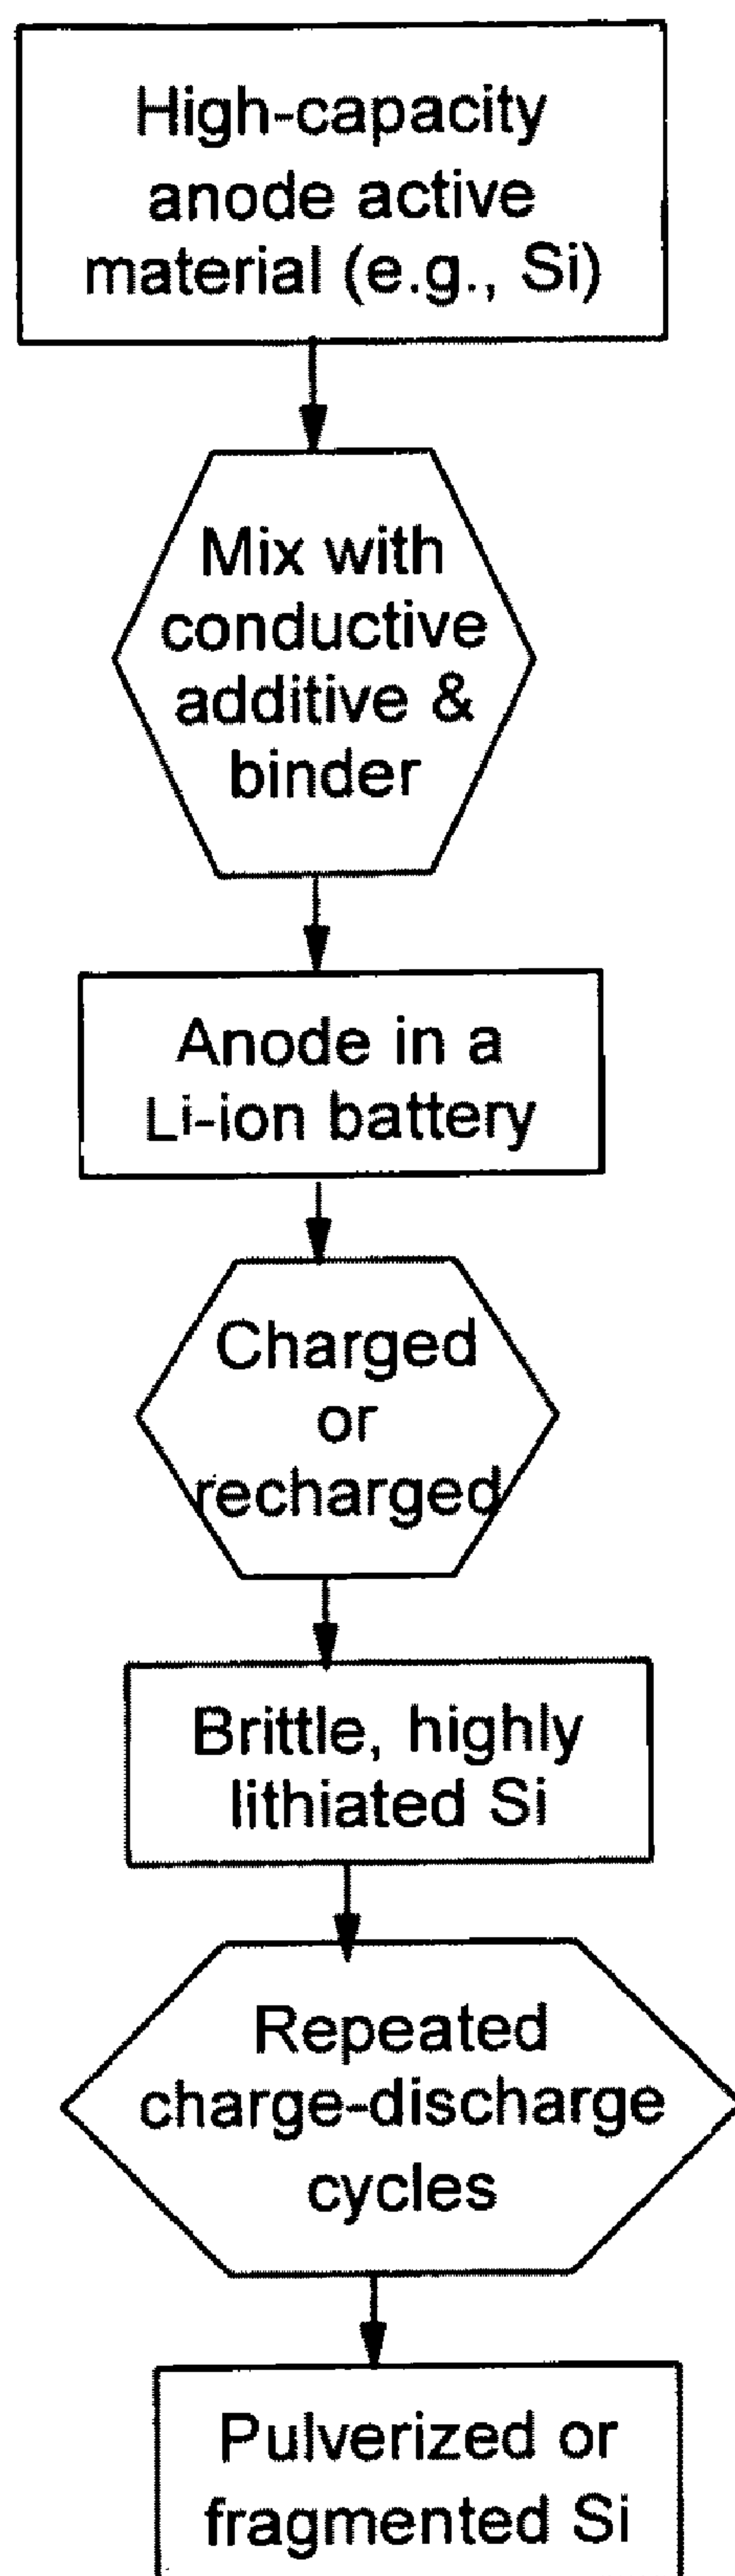 High-capacity
anode active
material (e.g., Si)
Mix with
conductive
additive &
binder
Anode in a
Li-ion battery
Charged
or
recharged
Brittle, highly
lithiated Si
Repeated
charge-discharge
cycles
Pulverized or
fragmented Si